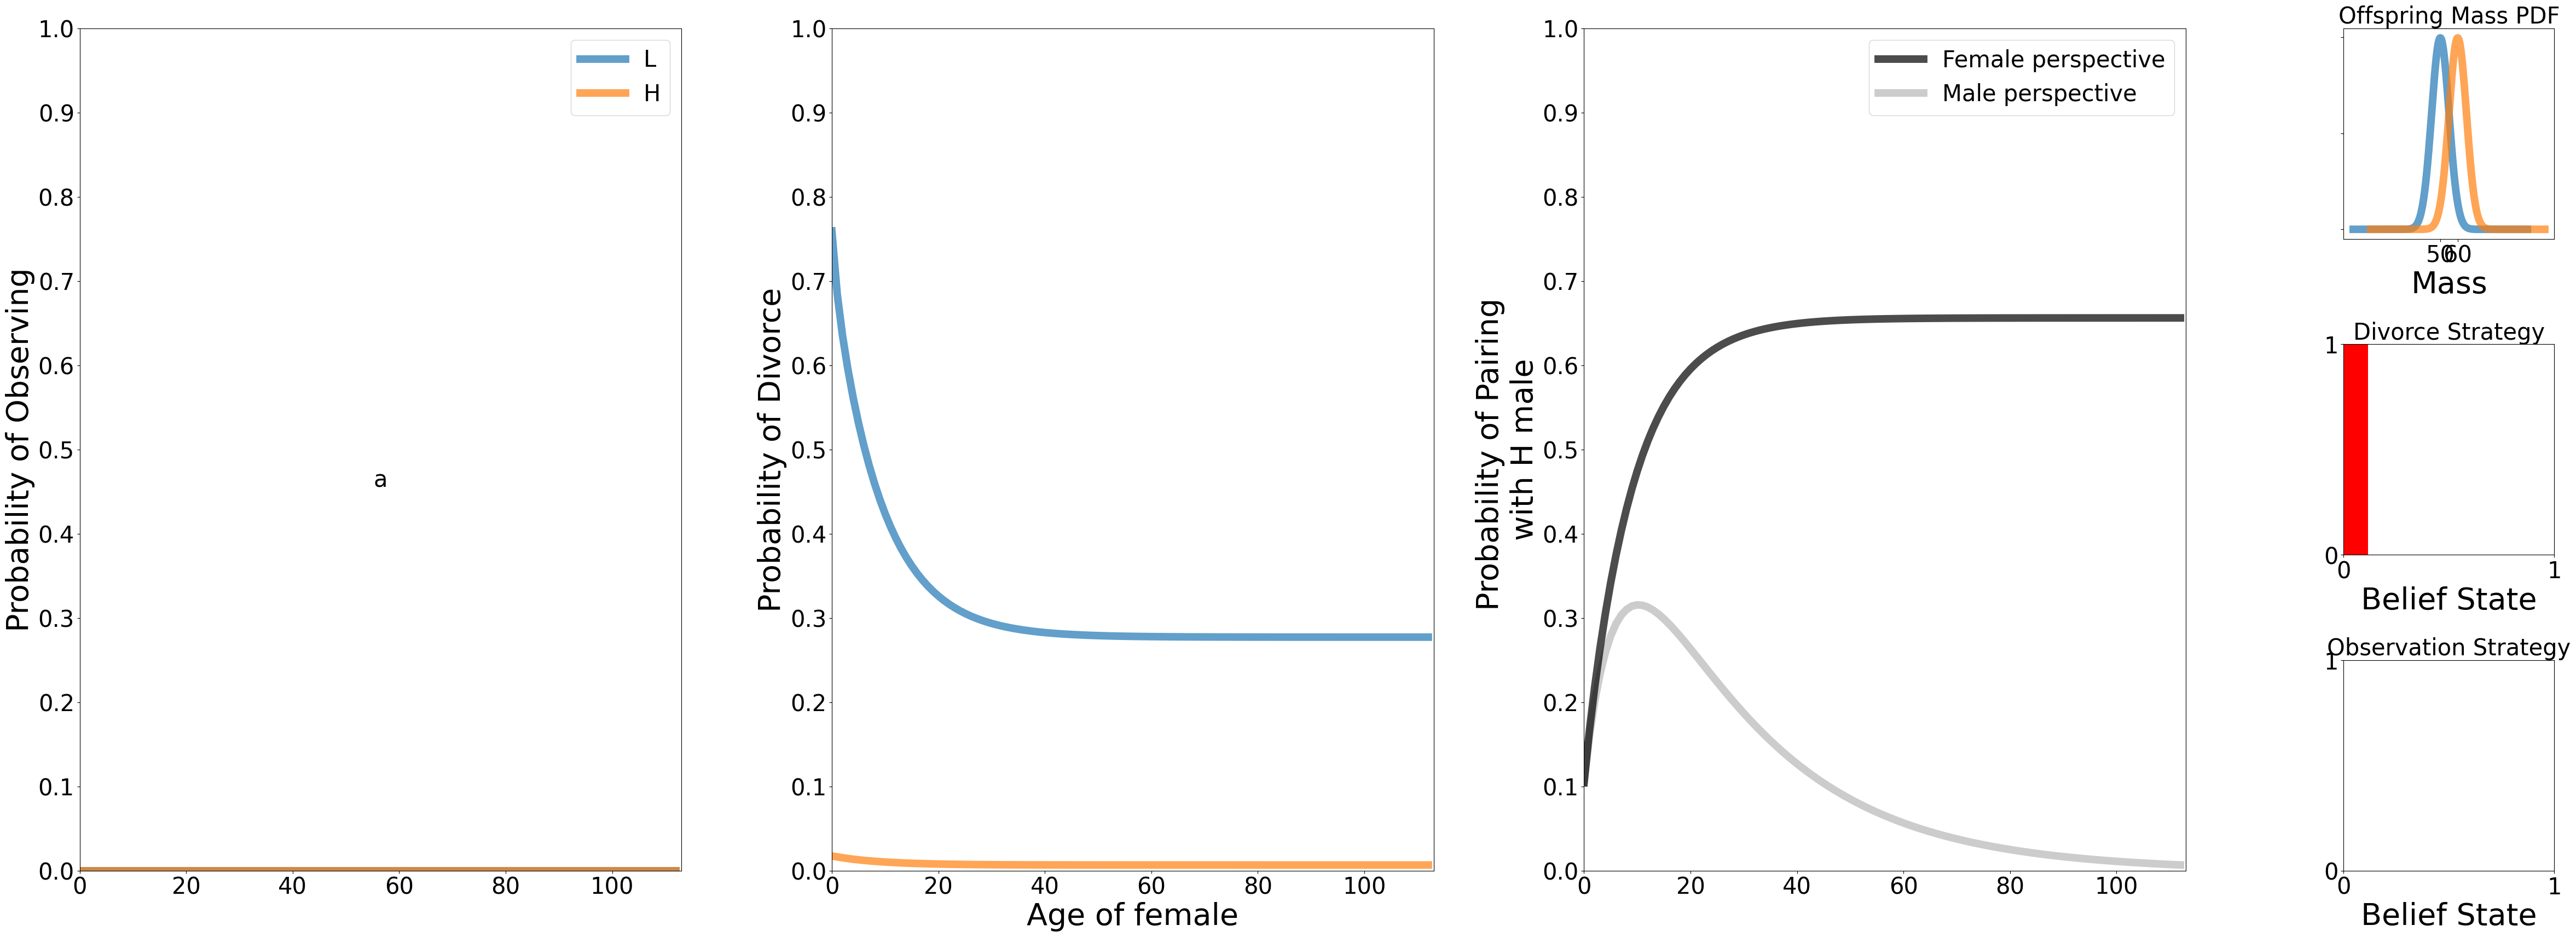 Probability of Observing
1.0
0.9
0.8
0.7
0.6
0.5
0.4
0.3
0.2
0.1
0.0
0 20 40 60 80 100
L
H
a
Probability of Divorce
1.0
0.9
0.8
0.7
0.6
0.5
0.4
0.3
0.2
0.1
0.0
0 20 40 60 80 100
Age of female
Probability of Pairing
with H male
1.0
0.9
0.8
0.7
0.6
0.5
0.4
0.3
0.2
0.1
0.0
0 20 40 60 80 100
Female perspective
Male perspective
Offspring Mass PDF
50 60
Mass
Divorce Strategy
1
0
0 1
Belief State
Observation Strategy
1
0
0 1
Belief State